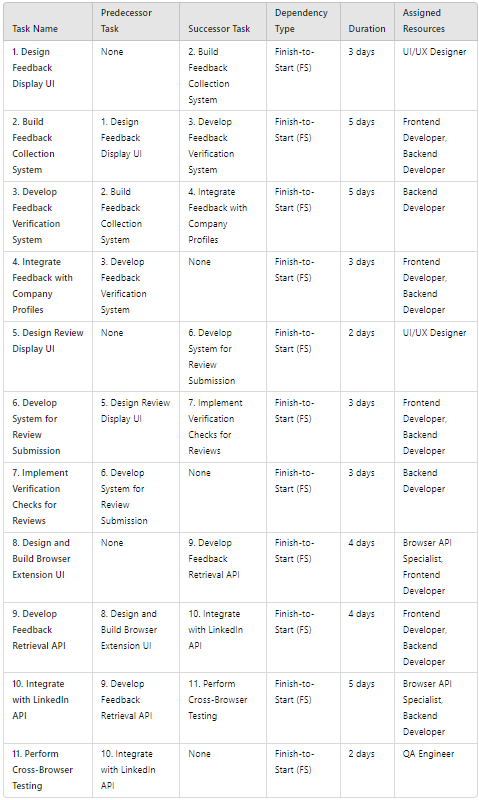 Task Name | Predecessor Task | Successor Task | Dependency Type | Duration | Assigned Resources
1. Design Feedback Display UI | None | 2. Build Feedback Collection System | Finish-to-Start (FS) | 3 days | UI/UX Designer
2. Build Feedback Collection System | 1. Design Feedback Display UI | 3. Develop Feedback Verification System | Finish-to-Start (FS) | 5 days | Frontend Developer, Backend Developer
3. Develop Feedback Verification System | 2. Build Feedback Collection System | 4. Integrate Feedback with Company Profiles | Finish-to-Start (FS) | 5 days | Backend Developer
4. Integrate Feedback with Company Profiles | 3. Develop Feedback Verification System | None | Finish-to-Start (FS) | 3 days | Frontend Developer, Backend Developer
5. Design Review Display UI | None | 6. Develop System for Review Submission | Finish-to-Start (FS) | 2 days | UI/UX Designer
6. Develop System for Review Submission | 5. Design Review Display UI | 7. Implement Verification Checks for Reviews | Finish-to-Start (FS) | 3 days | Frontend Developer, Backend Developer
7. Implement Verification Checks for Reviews | 6. Develop System for Review Submission | None | Finish-to-Start (FS) | 3 days | Backend Developer
8. Design and Build Browser Extension UI | None | 9. Develop Feedback Retrieval API | Finish-to-Start (FS) | 4 days | Browser API Specialist, Frontend Developer
9. Develop Feedback Retrieval API | 8. Design and Build Browser Extension UI | 10. Integrate with LinkedIn API | Finish-to-Start (FS) | 4 days | Frontend Developer, Backend Developer
10. Integrate with LinkedIn API | 9. Develop Feedback Retrieval API | 11. Perform Cross-Browser Testing | Finish-to-Start (FS) | 5 days | Browser API Specialist, Backend Developer
11. Perform Cross-Browser Testing | 10. Integrate with LinkedIn API | None | Finish-to-Start (FS) | 2 days | QA Engineer